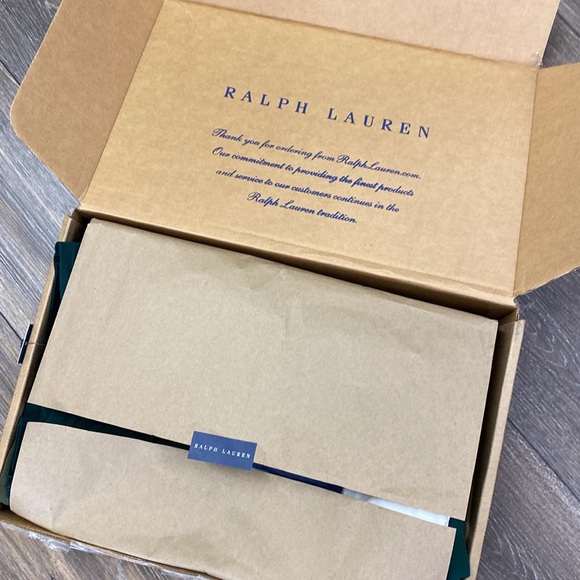 RALPH LAUREN
Thank you for ordering from RalphLauren.com.
Our commitment to providing the finest products
and service to our customers continues in the
Ralph Lauren tradition.
RALPH LAUREN